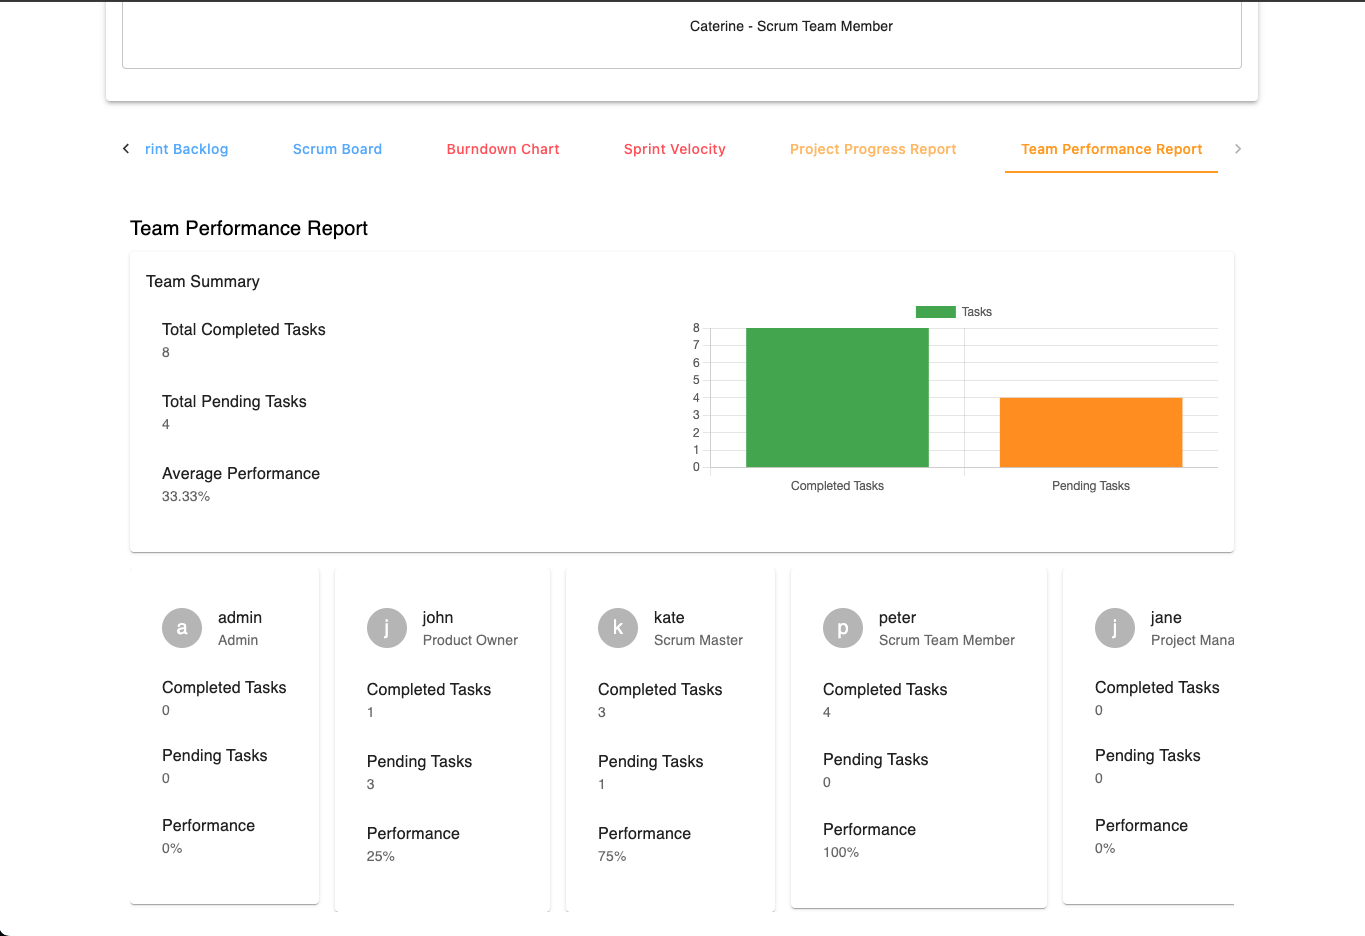 Caterine - Scrum Team Member
rint Backlog
Scrum Board
Burndown Chart
Sprint Velocity
Project Progress Report
Team Performance Report
Team Performance Report
Team Summary
Total Completed Tasks
8
Total Pending Tasks
4
Average Performance
33.33%
Tasks
8
7
6
5
4
3
2
1
0
Completed Tasks
Pending Tasks
a
admin
Admin
Completed Tasks
0
Pending Tasks
0
Performance
0%
j
john
Product Owner
Completed Tasks
1
Pending Tasks
3
Performance
25%
k
kate
Scrum Master
Completed Tasks
3
Pending Tasks
1
Performance
75%
p
peter
Scrum Team Member
Completed Tasks
4
Pending Tasks
0
Performance
100%
j
jane
Project Mana
Completed Tasks
0
Pending Tasks
0
Performance
0%